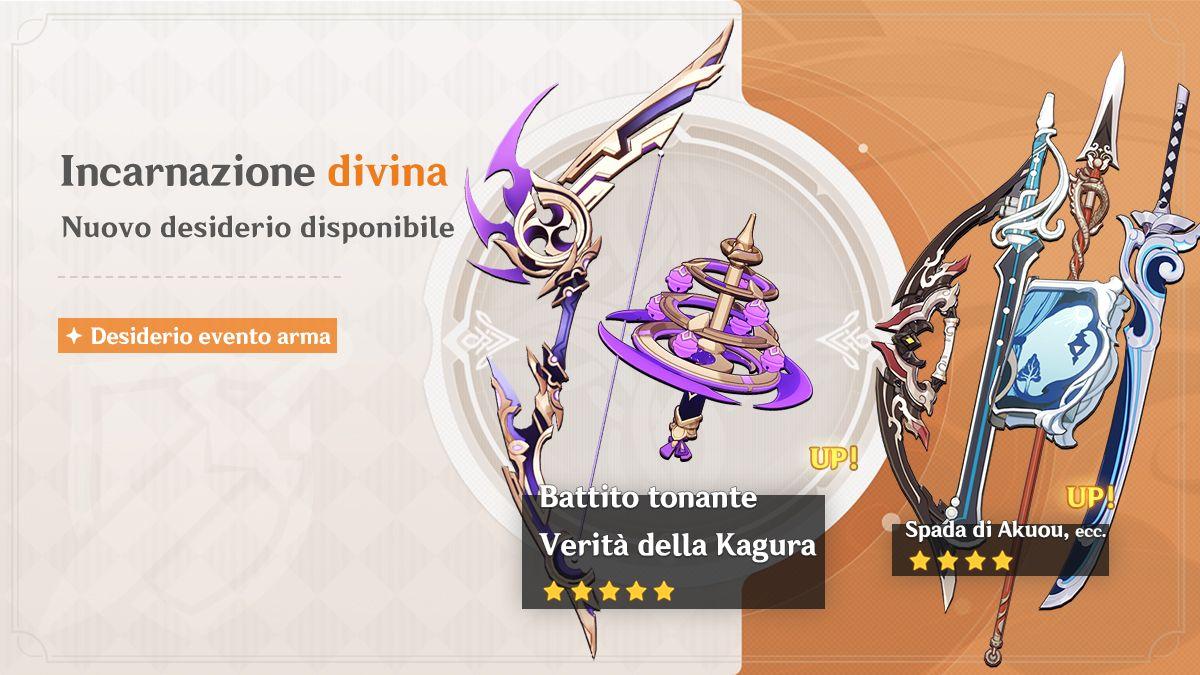 Incarnazione divina
Nuovo desiderio disponibile
Desiderio evento arma
UP!
Battito tonante
Verità della Kagura
UP!
Spada di Akuou, ecc.